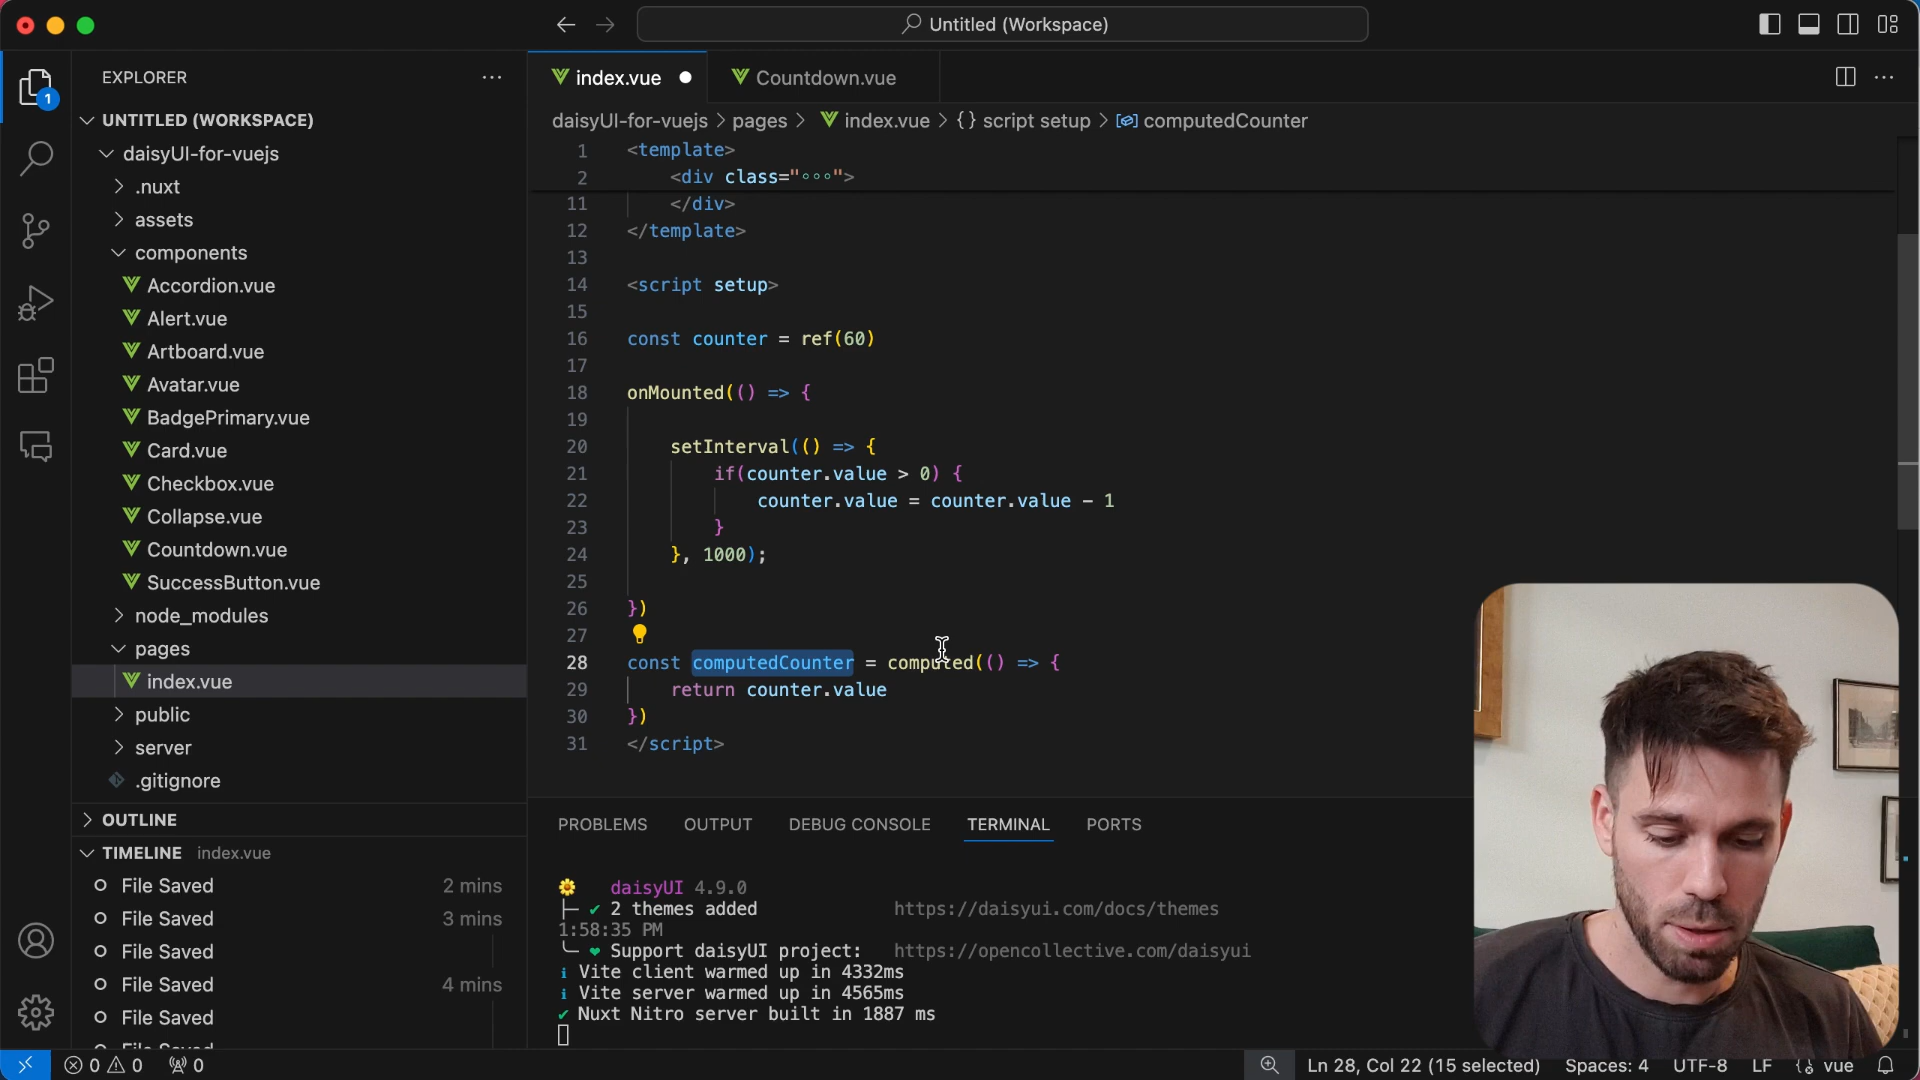 Untitled (Workspace)
EXPLORER
1
UNTITLED (WORKSPACE)
daisyUI-for-vuejs
.nuxt
assets
components
Accordion.vue
Alert.vue
Artboard.vue
Avatar.vue
BadgePrimary.vue
Card.vue
Checkbox.vue
Collapse.vue
Countdown.vue
SuccessButton.vue
node_modules
pages
index.vue
public
server
.gitignore
OUTLINE
TIMELINE index.vue
File Saved 2 mins
File Saved 3 mins
File Saved
File Saved 4 mins
File Saved
index.vue
Countdown.vue
daisyUI-for-vuejs > pages > index.vue > {} script setup > computedCounter
1 <template>
2 <div class="∘∘∘">
11 </div>
12 </template>
13
14 <script setup>
15
16 const counter = ref(60)
17
18 onMounted(() => {
19
20 setInterval(() => {
21 if(counter.value > 0) {
22 counter.value = counter.value - 1
23 }
24 }, 1000);
25
26 })
27
28 const computedCounter = computed(() => {
29 return counter.value
30 })
31 </script>
PROBLEMS OUTPUT DEBUG CONSOLE TERMINAL PORTS
daisyUI 4.9.0
├─ ✔ 2 themes added https://daisyui.com/docs/themes
1:58:35 PM
╰─ ❤ Support daisyUI project: https://opencollective.com/daisyui
ℹ Vite client warmed up in 4332ms
ℹ Vite server warmed up in 4565ms
✔ Nuxt Nitro server built in 1887 ms
0 0 0
Ln 28, Col 22 (15 selected) Spaces: 4 UTF-8 LF vue